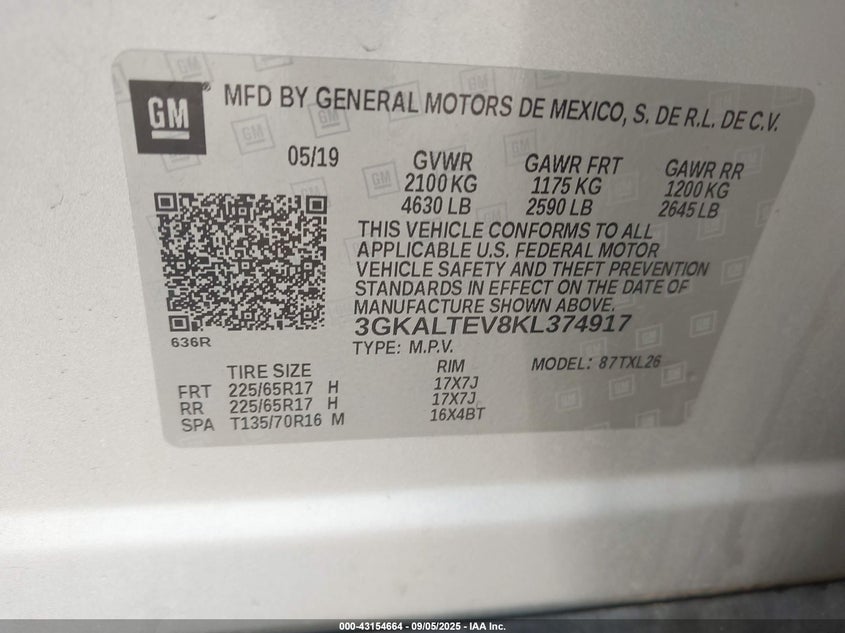 GM ® MFD BY GENERAL MOTORS DE MEXICO, S. DE R.L. DE C.V.
05/19 GVWR GAWR FRT GAWR RR
2100 KG 1175 KG 1200 KG
4630 LB 2590 LB 2645 LB
THIS VEHICLE CONFORMS TO ALL
APPLICABLE U.S. FEDERAL MOTOR
VEHICLE SAFETY AND THEFT PREVENTION
STANDARDS IN EFFECT ON THE DATE OF
MANUFACTURE SHOWN ABOVE.
3GKALTEV8KL374917
636R
TYPE: M.P.V. MODEL: 87TXL26
TIRE SIZE RIM
FRT 225/65R17 H 17X7J
RR 225/65R17 H 17X7J
SPA T135/70R16 M 16X4BT
000-43154664 - 09/05/2025 - IAA Inc.